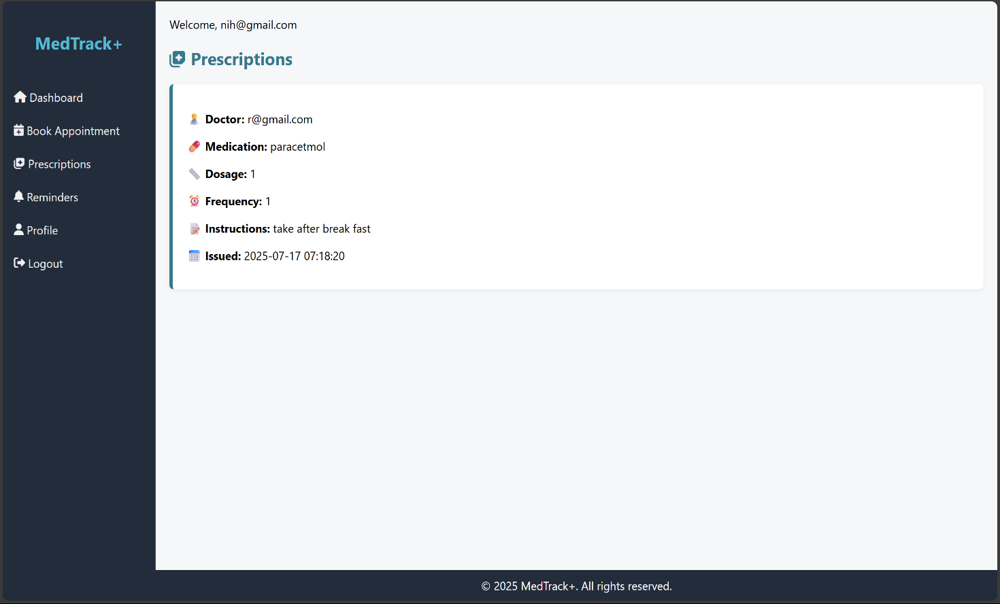 MedTrack+
Dashboard
Book Appointment
Prescriptions
Reminders
Profile
Logout
Welcome, nih@gmail.com
Prescriptions
Doctor: r@gmail.com
Medication: paracetmol
Dosage: 1
Frequency: 1
Instructions: take after break fast
Issued: 2025-07-17 07:18:20
© 2025 MedTrack+. All rights reserved.